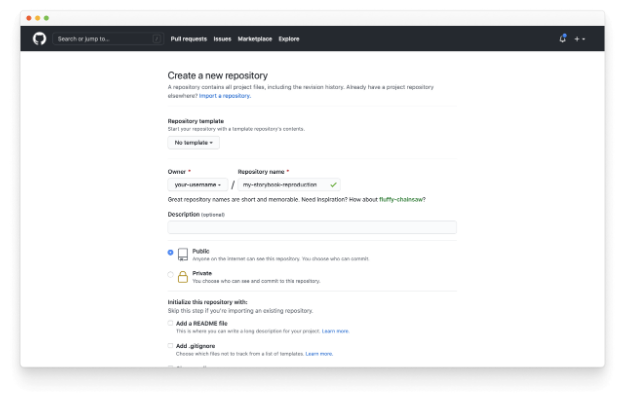 Search or jump to...
Pull requests Issues Marketplace Explore
Create a new repository
A repository contains all project files, including the revision history. Already have a project repository
elsewhere? Import a repository.
Repository template
Start your repository with a template repository's contents.
No template
Owner * Repository name *
your-username / my-storybook-reproduction
Great repository names are short and memorable. Need inspiration? How about fluffy-chainsaw?
Description (optional)
Public
Anyone on the internet can see this repository. You choose who can commit.
Private
You choose who can see and commit to this repository.
Initialize this repository with:
Skip this step if you're importing an existing repository.
Add a README file
This is where you can write a long description for your project. Learn more.
Add .gitignore
Choose which files not to track from a list of templates. Learn more.